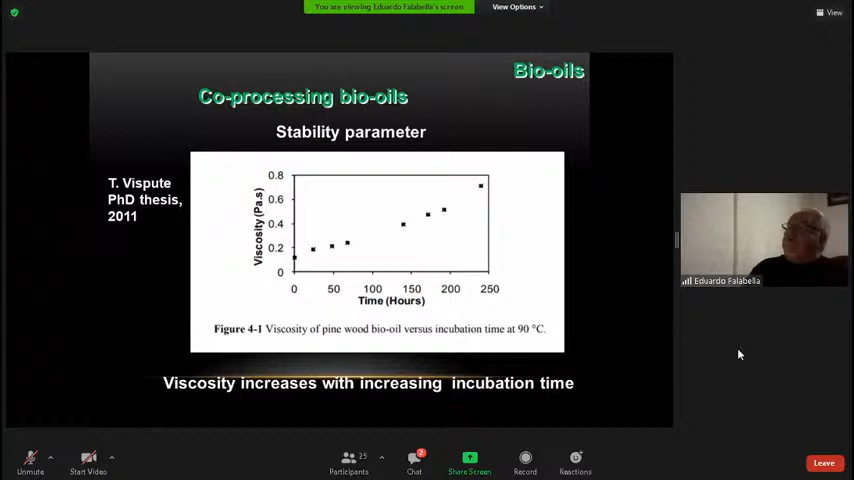 You are viewing Eduardo Falabella's screen
View Options
View
Bio-oils
Co-processing bio-oils
Stability parameter
T. Vispute
PhD thesis,
2011
Viscosity (Pa.s)
0.8
0.6
0.4
0.2
0
0 50 100 150 200 250
Time (Hours)
Figure 4-1 Viscosity of pine wood bio-oil versus incubation time at 90 °C.
Viscosity increases with increasing incubation time
Eduardo Falabella
Unmute
Start Video
25
Participants
2
Chat
Share Screen
Record
Reactions
Leave